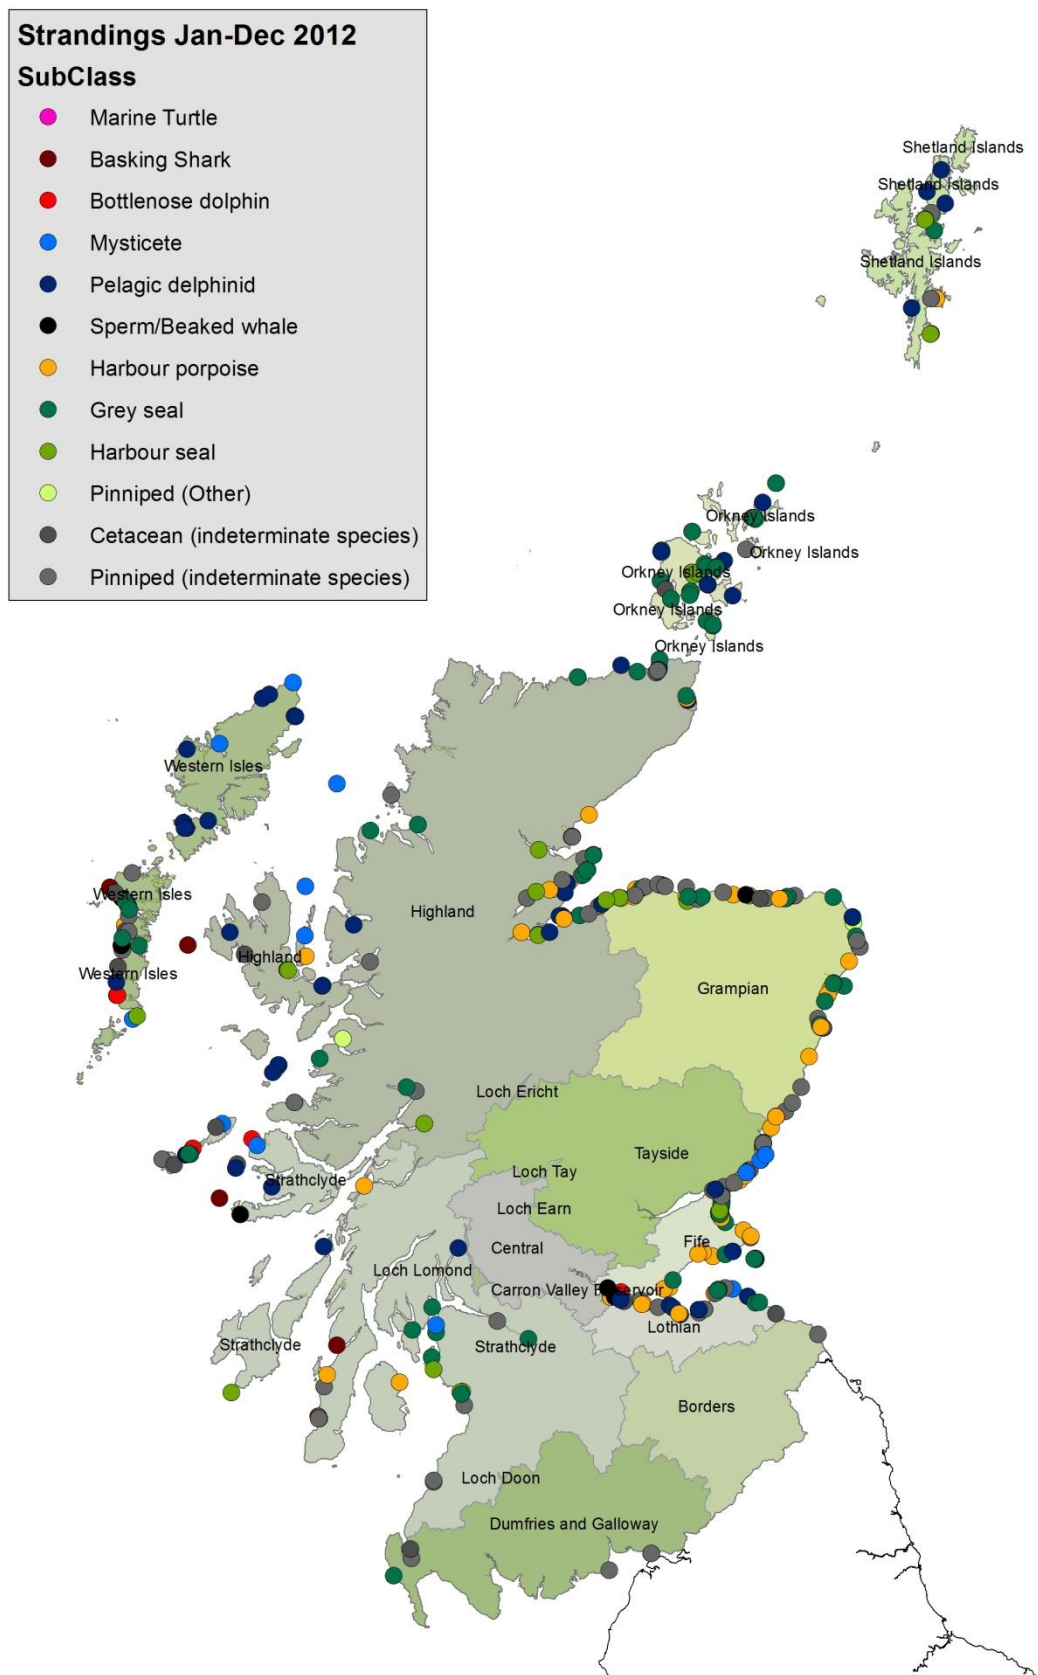 Strandings Jan-Dec 2012
SubClass
Marine Turtle
Basking Shark
Bottlenose dolphin
Mysticete
Pelagic delphinid
Sperm/Beaked whale
Harbour porpoise
Grey seal
Harbour seal
Pinniped (Other)
Cetacean (indeterminate species)
Pinniped (indeterminate species)
Shetland Islands
Shetland Islands
Shetland Islands
Orkney Islands
Orkney Islands
Orkney Islands
Orkney Islands
Orkney Islands
Western Isles
Western Isles
Highland
Highland
Western Isles
Grampian
Loch Ericht
Tayside
Loch Tay
Strathclyde
Loch Earn
Fife
Central
Loch Lomond
Carron Valley Reservoir
Lothian
Strathclyde
Strathclyde
Borders
Loch Doon
Dumfries and Galloway